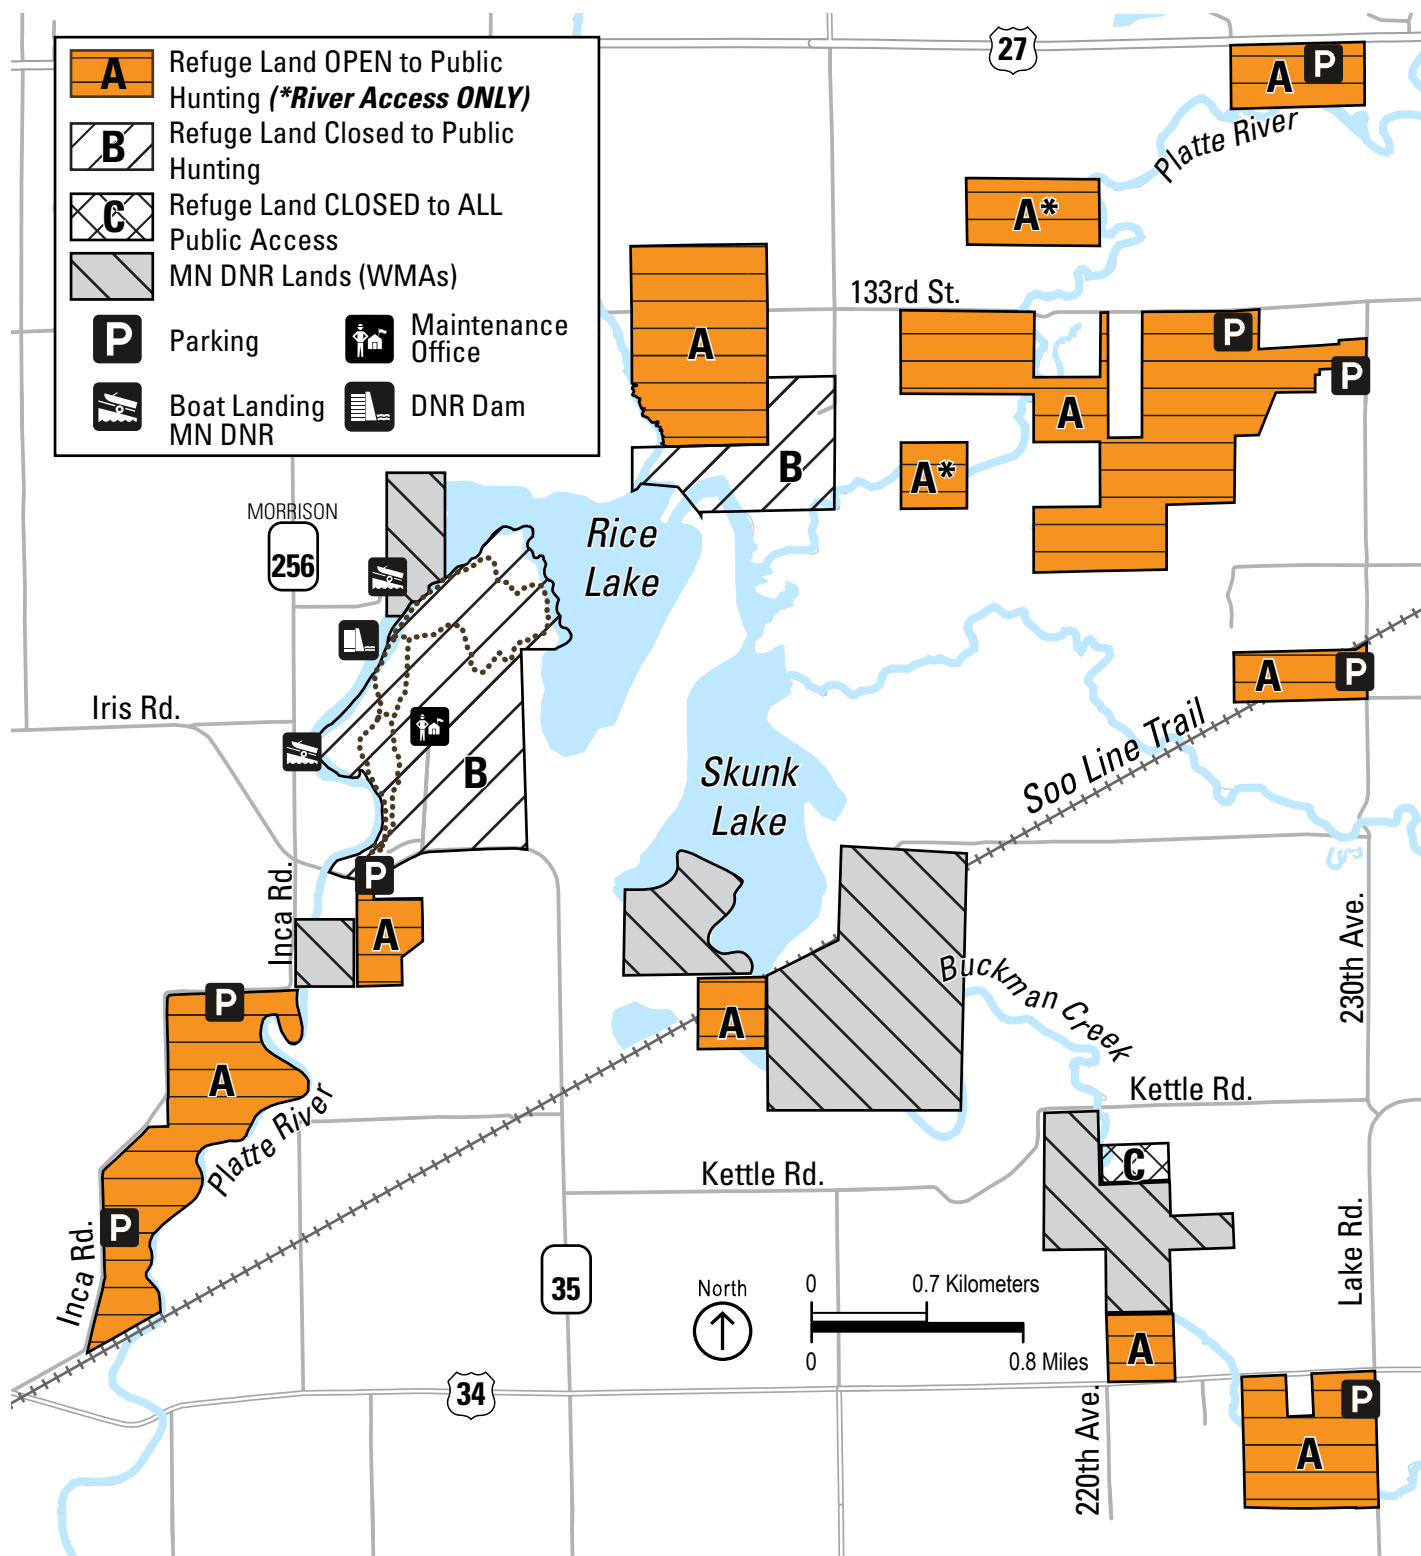 A
Refuge Land OPEN to Public
Hunting (*River Access ONLY)
B
Refuge Land Closed to Public
Hunting
C
Refuge Land CLOSED to ALL
Public Access
MN DNR Lands (WMAs)
P
Parking
Maintenance
Office
Boat Landing
MN DNR
DNR Dam
27
A
P
Platte River
A*
133rd St.
A
P
P
A
B
A*
MORRISON
256
Rice
Lake
A
P
Iris Rd.
Soo Line Trail
B
Skunk
Lake
P
Inca Rd.
A
230th Ave.
Buckman Creek
P
A
A
Kettle Rd.
Platte River
C
Kettle Rd.
P
Inca Rd.
Lake Rd.
35
North
0
0.7 Kilometers
0
0.8 Miles
A
34
220th Ave.
P
A